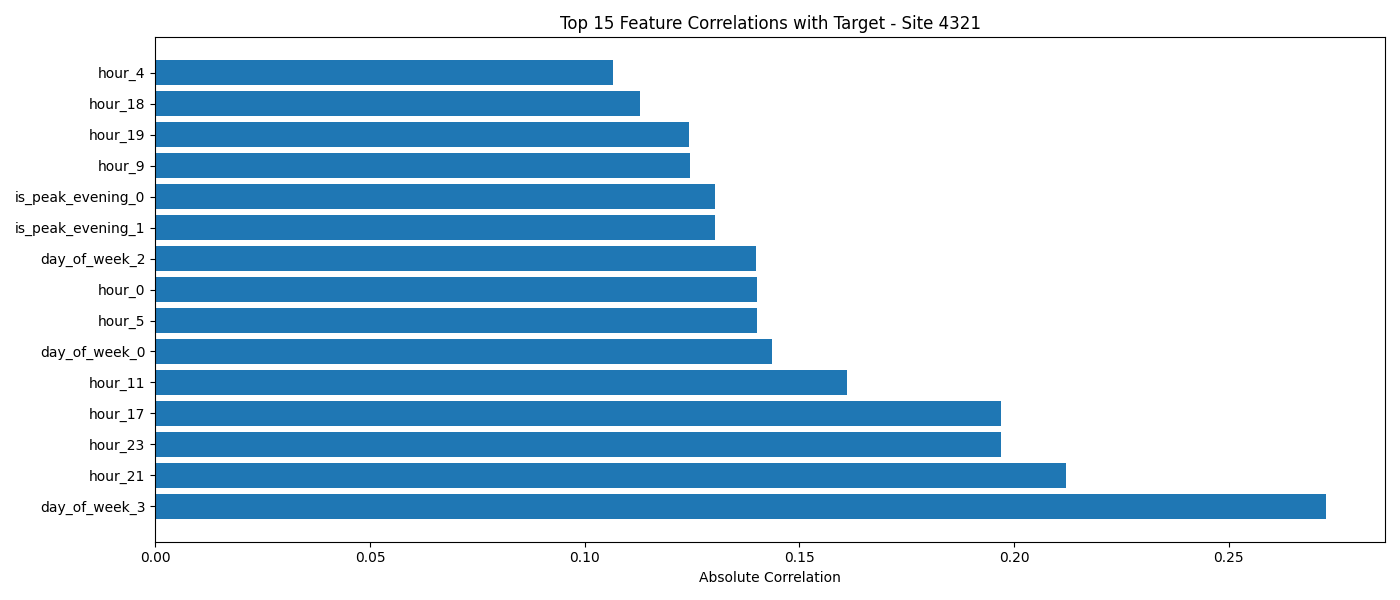 Top 15 Feature Correlations with Target - Site 4321
hour_4
hour_18
hour_19
hour_9
is_peak_evening_0
is_peak_evening_1
day_of_week_2
hour_0
hour_5
day_of_week_0
hour_11
hour_17
hour_23
hour_21
day_of_week_3
0.00 0.05 0.10 0.15 0.20 0.25
Absolute Correlation